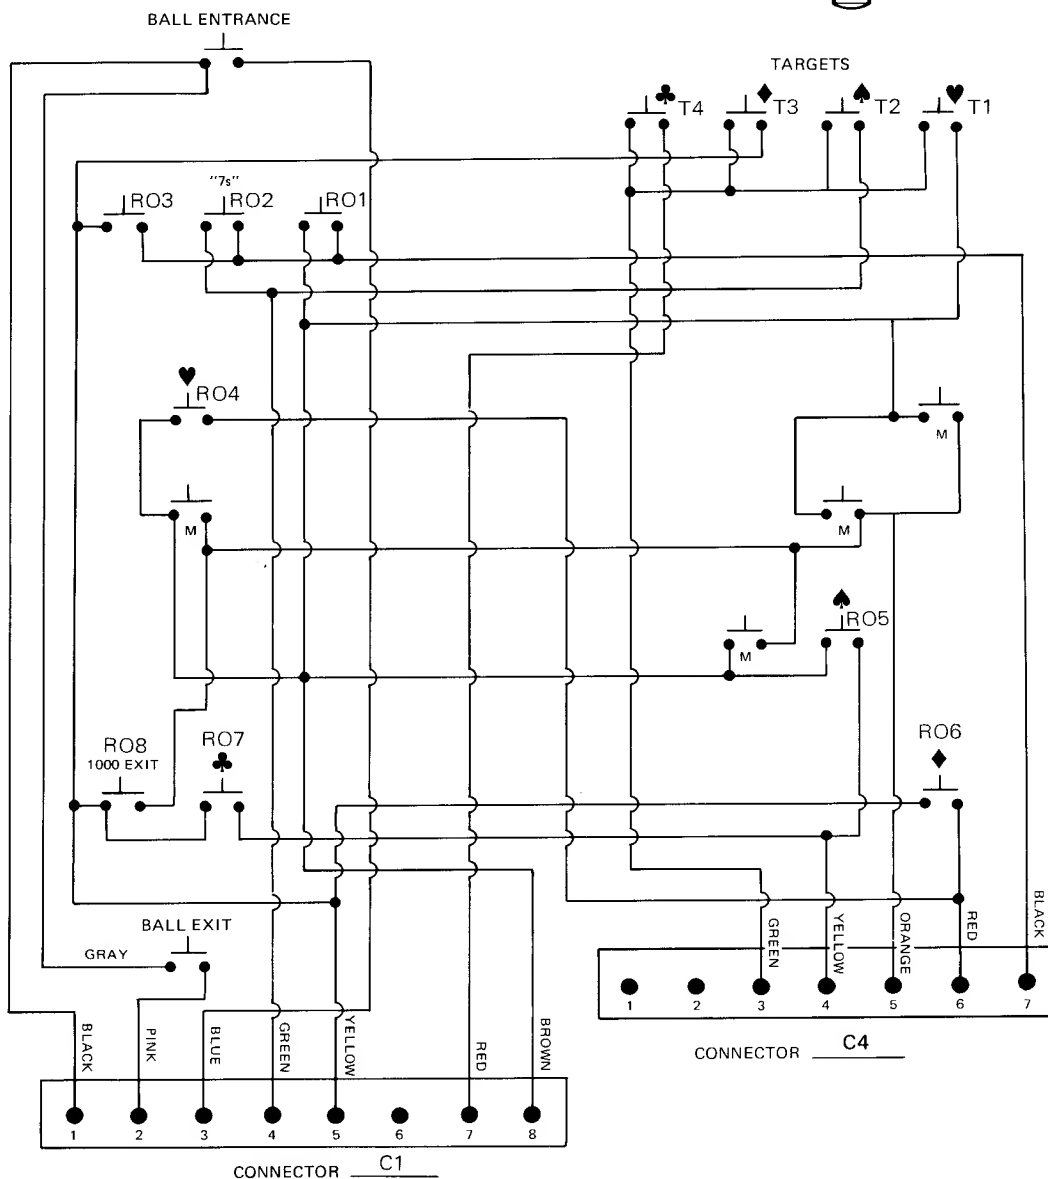 BALL ENTRANCE
TARGETS
T4
T3
T2
T1
"7s"
RO3
RO2
RO1
RO4
M
M
M
RO5
M
RO8
1000 EXIT
RO7
RO6
BALL EXIT
GRAY
BLACK
PINK
BLUE
GREEN
YELLOW
RED
BROWN
1 2 3 4 5 6 7 8
CONNECTOR C1
GREEN
YELLOW
ORANGE
RED
BLACK
1 2 3 4 5 6 7
CONNECTOR C4